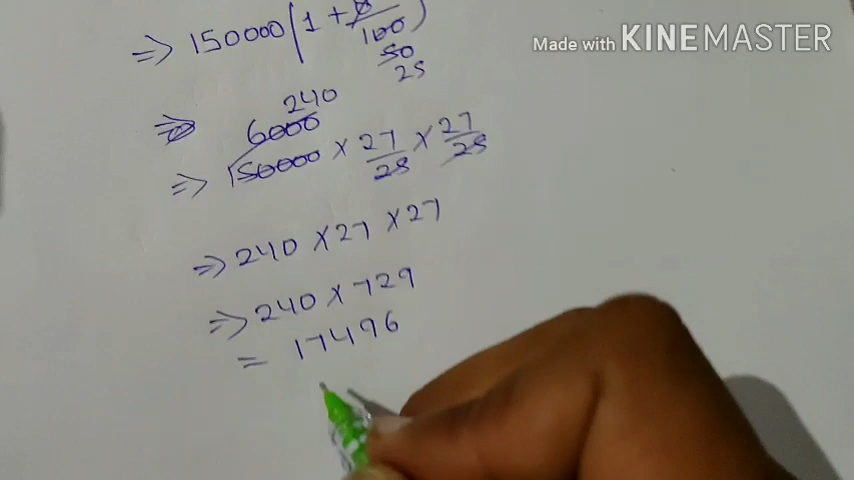 ⇒ 150000(1 + 8/100)
50
25
Made with KINEMASTER
240
⇒ 6000
⇒ 150000 × 27/25 × 27/25
⇒ 240 × 27 × 27
⇒ 240 × 729
= 17496